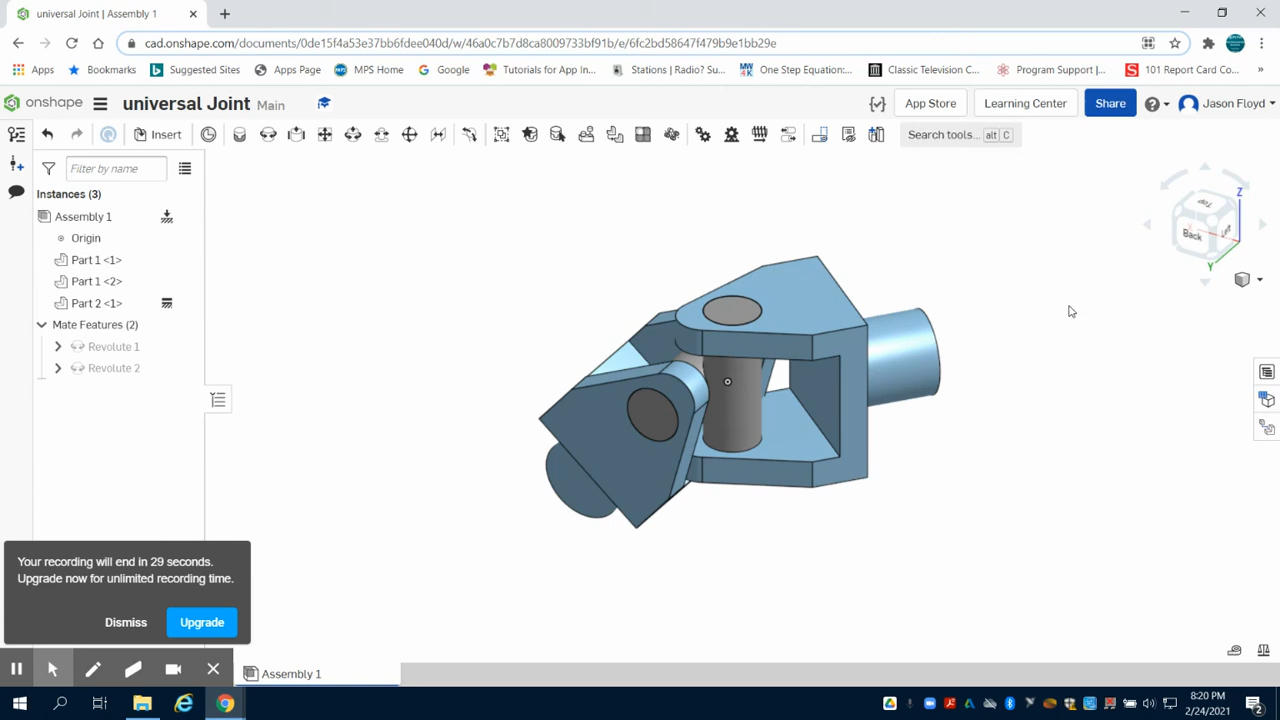 universal Joint | Assembly 1
cad.onshape.com/documents/0de15f4a53e37bb6fdee040d/w/46a0c7b7d8ca8009733bf91b/e/6fc2bd58647f479b9e1bb29e
Apps Bookmarks Suggested Sites Apps Page MPS Home Google Tutorials for App In... Stations | Radio? Su... One Step Equation:... Classic Television C... Program Support |... 101 Report Card Co... »
onshape universal Joint Main App Store Learning Center Share Jason Floyd
Insert Search tools... alt C
Filter by name
Instances (3)
Assembly 1
Origin
Part 1 <1>
Part 1 <2>
Part 2 <1>
Mate Features (2)
Revolute 1
Revolute 2
Top
Back
Z
X
Y
Your recording will end in 29 seconds.
Upgrade now for unlimited recording time.
Dismiss Upgrade
Assembly 1
8:20 PM
2/24/2021
2